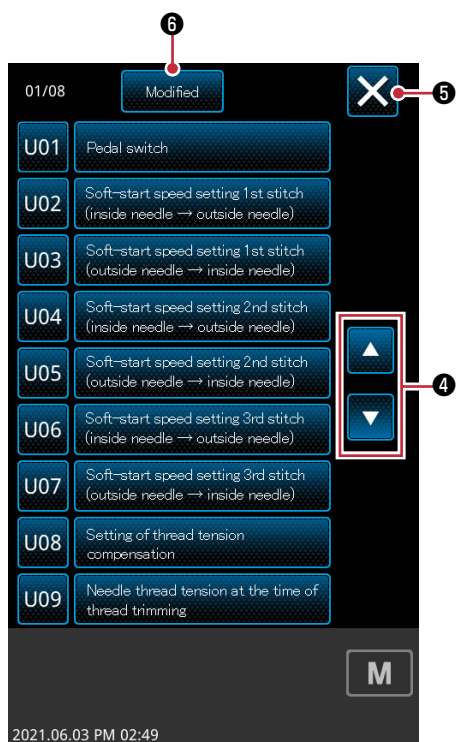 ❻
01/08 Modified
❺
U01 Pedal switch
U02 Soft-start speed setting 1st stitch
(inside needle → outside needle)
U03 Soft-start speed setting 1st stitch
(outside needle → inside needle)
U04 Soft-start speed setting 2nd stitch
(inside needle → outside needle)
U05 Soft-start speed setting 2nd stitch
(outside needle → inside needle)
❹
U06 Soft-start speed setting 3rd stitch
(inside needle → outside needle)
U07 Soft-start speed setting 3rd stitch
(outside needle → inside needle)
U08 Setting of thread tension
compensation
U09 Needle thread tension at the time of
thread trimming
M
2021.06.03 PM 02:49